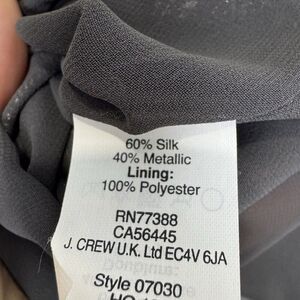 60% Silk
40% Metallic
Lining:
100% Polyester
RN77388
CA56445
J. CREW U.K. Ltd EC4V 6JA
Style 07030